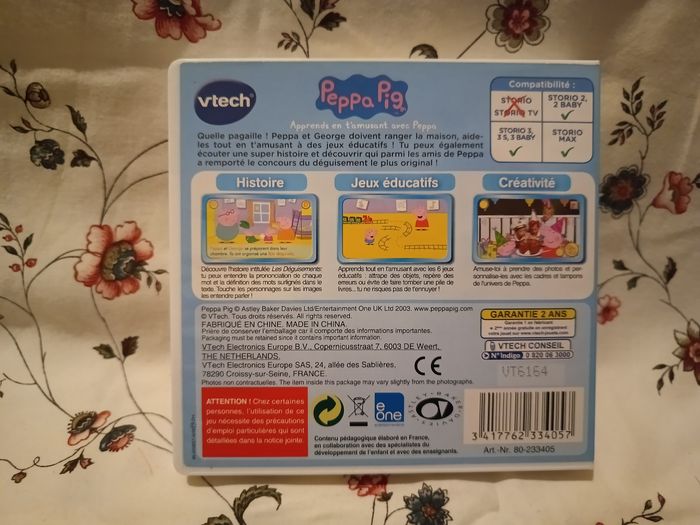 vtech
Peppa Pig
Apprends en t'amusant avec Peppa
Compatibilité :
STORIO
STORIO TV
STORIO 2,
2 BABY
STORIO 3,
3 S, 3 BABY
STORIO
MAX
Quelle pagaille ! Peppa et George doivent ranger la maison, aide-
les tout en t'amusant à des jeux éducatifs ! Tu peux également
écouter une super histoire et découvrir qui parmi les amis de Peppa
a remporté le concours du déguisement le plus original !
Histoire
Jeux éducatifs
Créativité
Découvre l'histoire intitulée Les Déguisements:
tu peux entendre la prononciation de chaque
mot et la définition des mots surlignés dans le
texte. Touche les personnages sur les images
les entendre parler !
Apprends tout en t'amusant avec les 6 jeux
éducatifs : attrape des objets, repère des
erreurs ou évite de faire tomber une pile de
livres... tu ne risques pas de t'ennuyer !
Amuse-toi à prendre des photos et per-
sonnalise-les avec les cadres et tampons
de l'univers de Peppa.
Peppa Pig © Astley Baker Davies Ltd/Entertainment One UK Ltd 2003. www.peppapig.com
© VTech. Tous droits réservés. All rights reserved.
FABRIQUÉ EN CHINE. MADE IN CHINA.
Prière de conserver l'emballage car il comporte des informations importantes.
Packaging must be retained since it contains important information.
VTech Electronics Europe B.V., Copernicusstraat 7, 6003 DE Weert,
THE NETHERLANDS.
VTech Electronics Europe SAS, 24, allée des Sablières,
78290 Croissy-sur-Seine, FRANCE.
Photos non contractuelles. The item inside this package may vary slightly from the photographs.
CE
GARANTIE 2 ANS
VTECH CONSEIL
N° Indigo 0 820 06 3000
VT6164
ATTENTION ! Chez certaines
personnes, l'utilisation de ce
jeu nécessite des précautions
d'emploi particulières qui sont
détaillées dans la notice jointe.
e
one
Contenu pédagogique élaboré en France,
en collaboration avec des spécialistes du
développement de l'enfant et avec des enseignants.
3 417762 334057
Art.-Nr. 80-233405